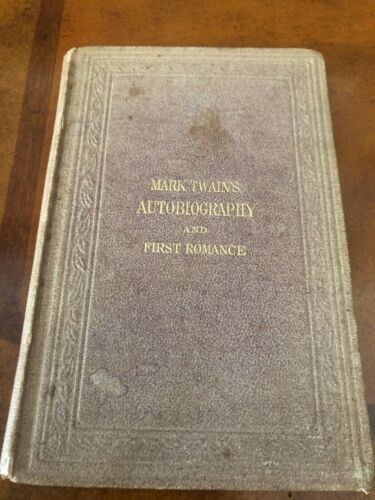 MARK TWAIN'S
AUTOBIOGRAPHY
AND
FIRST ROMANCE